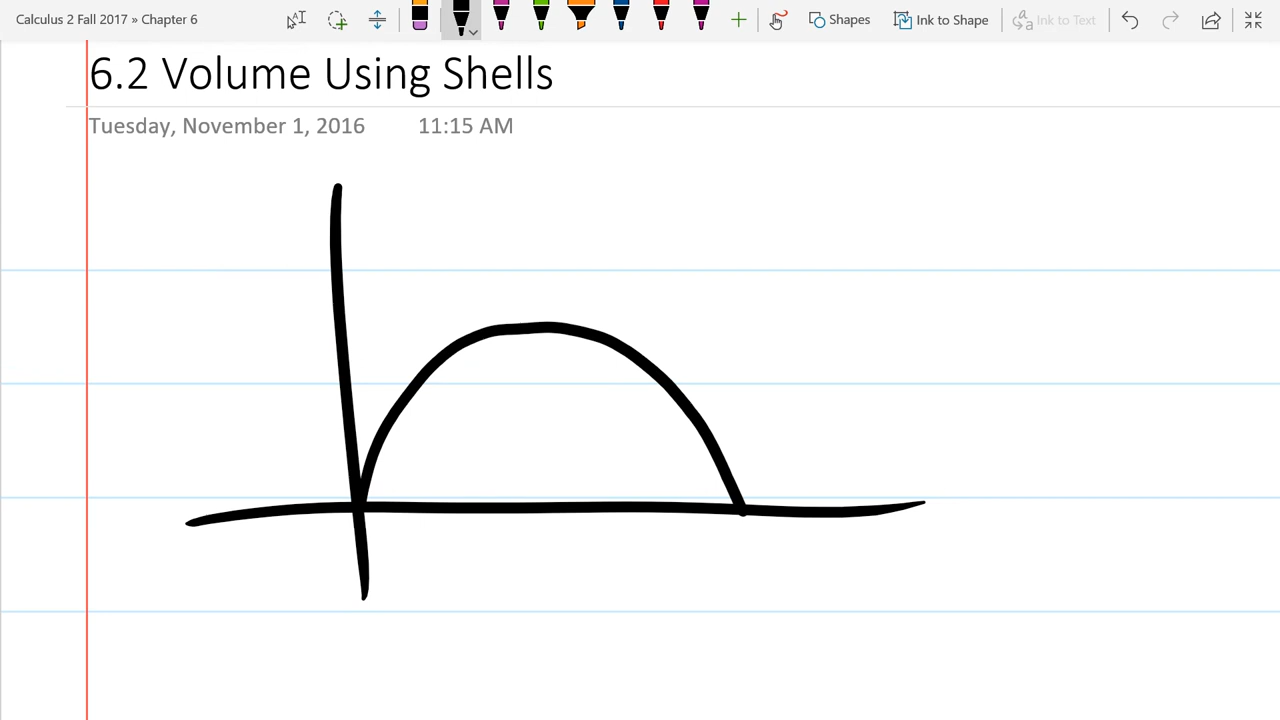 Calculus 2 Fall 2017 » Chapter 6
Shapes
Ink to Shape
Ink to Text
6.2 Volume Using Shells
Tuesday, November 1, 2016 11:15 AM